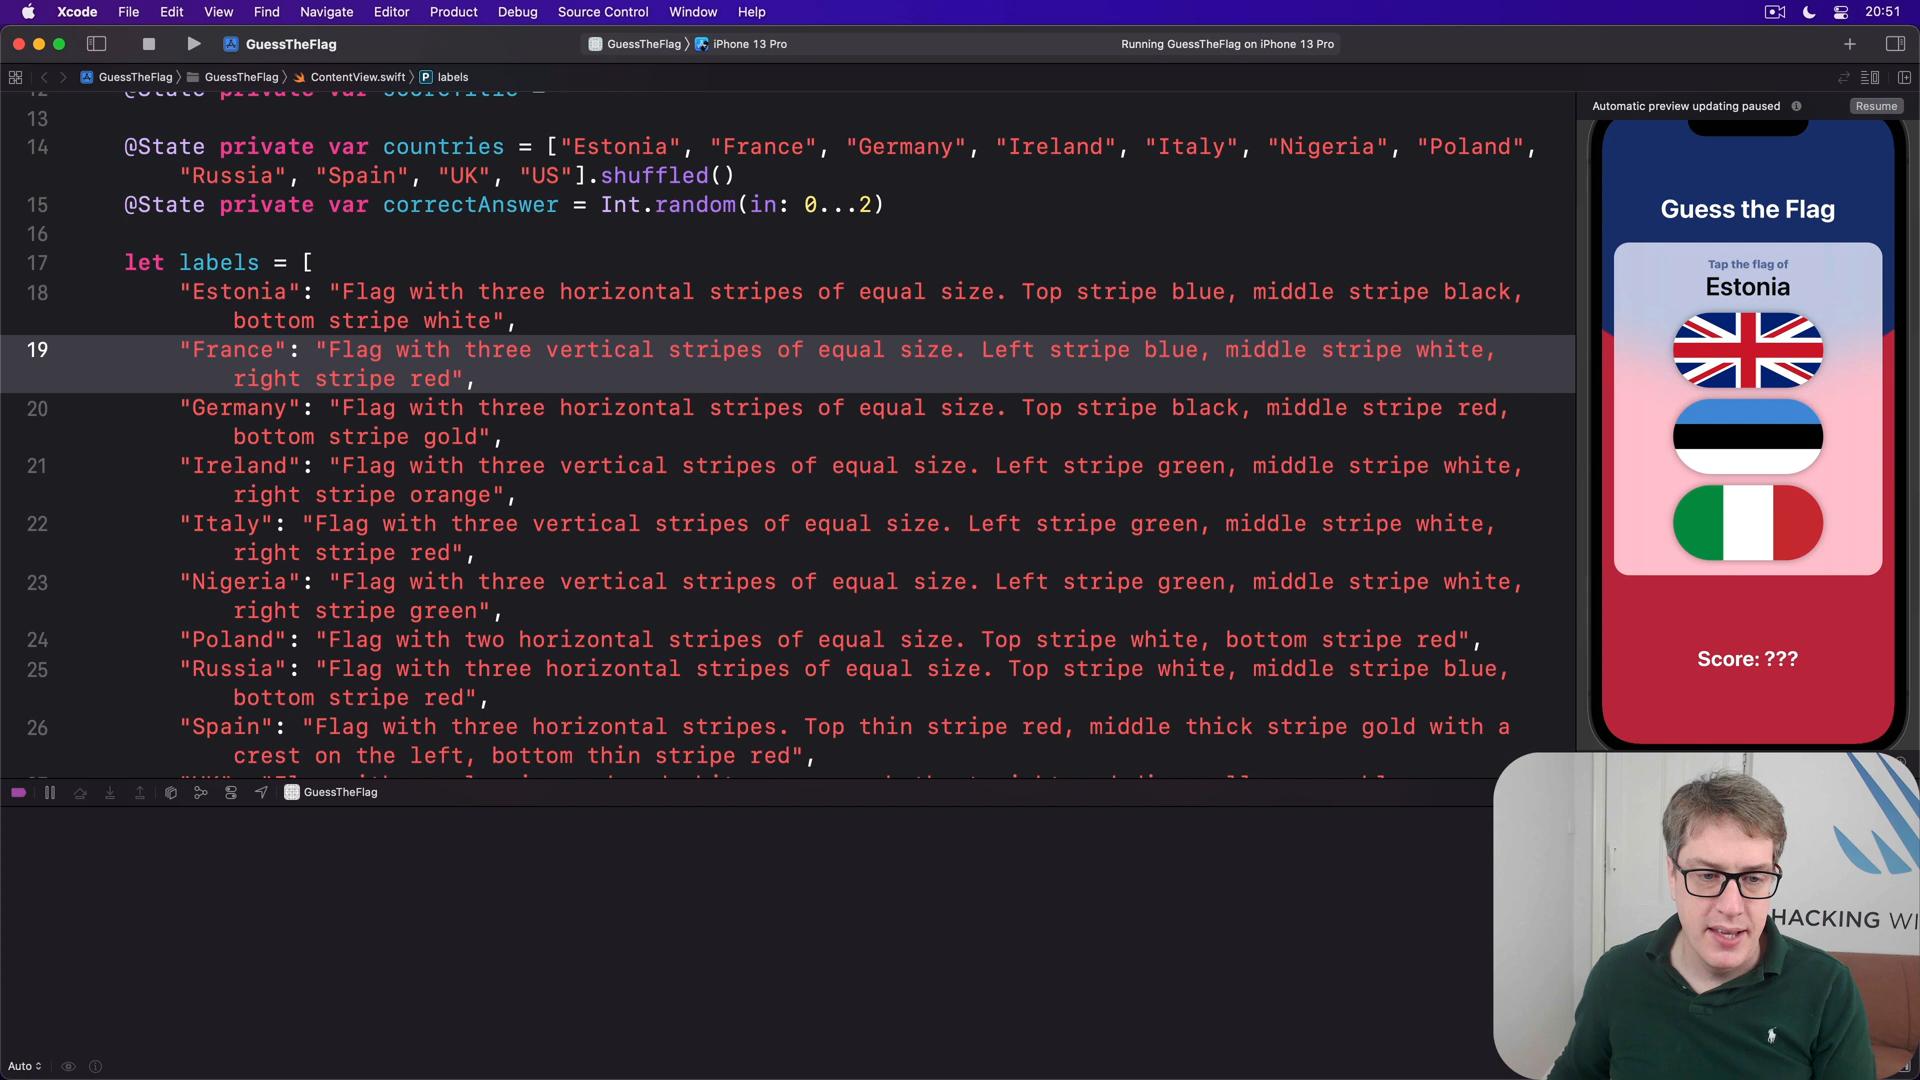 Xcode File Edit View Find Navigate Editor Product Debug Source Control Window Help 20:51
GuessTheFlag GuessTheFlag iPhone 13 Pro Running GuessTheFlag on iPhone 13 Pro
GuessTheFlag GuessTheFlag ContentView.swift labels
12 @State private var scoreTitle =
13
14 @State private var countries = ["Estonia", "France", "Germany", "Ireland", "Italy", "Nigeria", "Poland",
"Russia", "Spain", "UK", "US"].shuffled()
15 @State private var correctAnswer = Int.random(in: 0...2)
16
17 let labels = [
18 "Estonia": "Flag with three horizontal stripes of equal size. Top stripe blue, middle stripe black,
bottom stripe white",
19 "France": "Flag with three vertical stripes of equal size. Left stripe blue, middle stripe white,
right stripe red",
20 "Germany": "Flag with three horizontal stripes of equal size. Top stripe black, middle stripe red,
bottom stripe gold",
21 "Ireland": "Flag with three vertical stripes of equal size. Left stripe green, middle stripe white,
right stripe orange",
22 "Italy": "Flag with three vertical stripes of equal size. Left stripe green, middle stripe white,
right stripe red",
23 "Nigeria": "Flag with three vertical stripes of equal size. Left stripe green, middle stripe white,
right stripe green",
24 "Poland": "Flag with two horizontal stripes of equal size. Top stripe white, bottom stripe red",
25 "Russia": "Flag with three horizontal stripes of equal size. Top stripe white, middle stripe blue,
bottom stripe red",
26 "Spain": "Flag with three horizontal stripes. Top thin stripe red, middle thick stripe gold with a
crest on the left, bottom thin stripe red",
Automatic preview updating paused Resume
Guess the Flag
Tap the flag of
Estonia
Score: ???
GuessTheFlag
HACKING WI
Auto